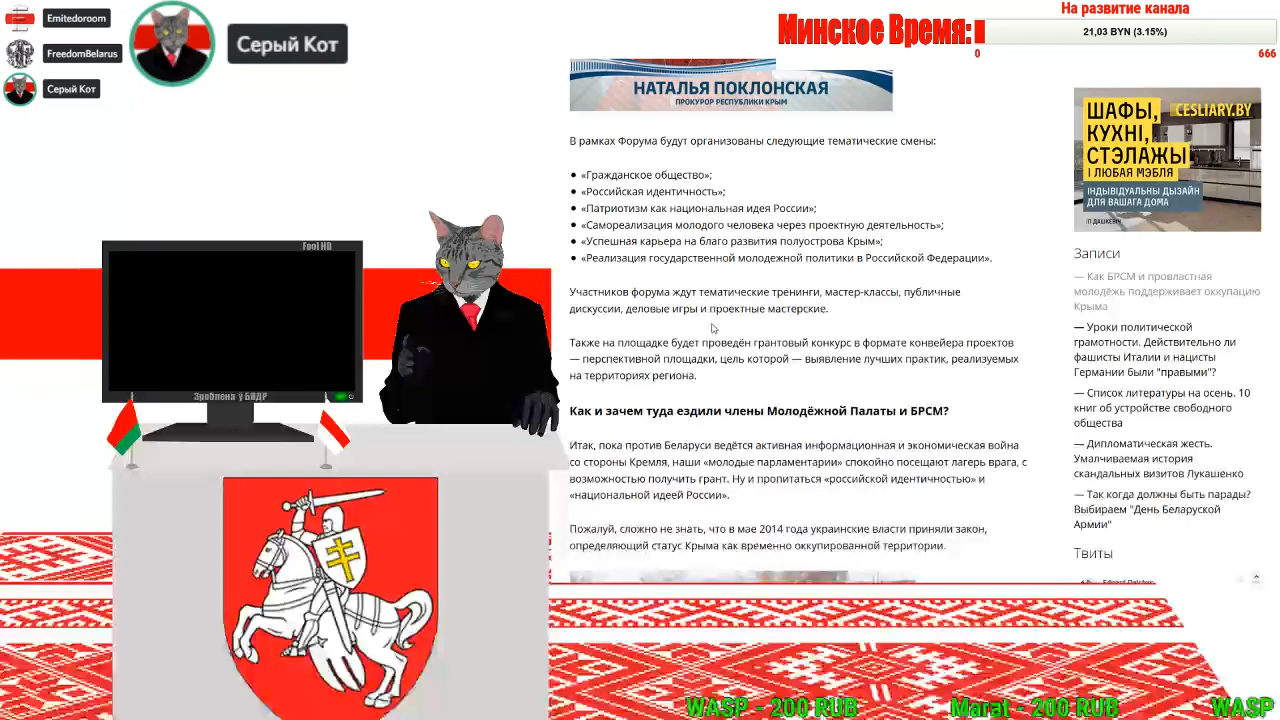 Emitedoroom
FreedomBelarus
Серый Кот
Серый Кот
Минское Время:
На развитие канала
21,03 BYN (3.15%)
0
666
Fool HD
Зроблена ў БНДР
НАТАЛЬЯ ПОКЛОНСКАЯ
ПРОКУРОР РЕСПУБЛИКИ КРЫМ
В рамках Форума будут организованы следующие тематические смены:
● «Гражданское общество»;
● «Российская идентичность»;
● «Патриотизм как национальная идея России»;
● «Самореализация молодого человека через проектную деятельность»;
● «Успешная карьера на благо развития полуострова Крым»;
● «Реализация государственной молодежной политики в Российской Федерации».
Участников форума ждут тематические тренинги, мастер-классы, публичные
дискуссии, деловые игры и проектные мастерские.
Также на площадке будет проведён грантовый конкурс в формате конвейера проектов
— перспективной площадки, цель которой — выявление лучших практик, реализуемых
на территориях региона.
Как и зачем туда ездили члены Молодёжной Палаты и БРСМ?
Итак, пока против Беларуси ведётся активная информационная и экономическая война
со стороны Кремля, наши «молодые парламентарии» спокойно посещают лагерь врага, с
возможностью получить грант. Ну и пропитаться «российской идентичностью» и
«национальной идеей России».
Пожалуй, сложно не знать, что в мае 2014 года украинские власти приняли закон,
определяющий статус Крыма как временно оккупированной территории.
ШАФЫ,
КУХНІ,
СТЭЛАЖЫ
І ЛЮБАЯ МЭБЛЯ
CESLIARY.BY
ІНДЫВІДУАЛЬНЫ ДЫЗАЙН
ДЛЯ ВАШАГА ДОМА
ІП ДАШКЕВІЧ
Записи
— Как БРСМ и провластная
молодёжь поддерживает оккупацию
Крыма
— Уроки политической
грамотности. Действительно ли
фашисты Италии и нацисты
Германии были "правыми"?
— Список литературы на осень. 10
книг об устройстве свободного
общества
— Дипломатическая жесть.
Умалчиваемая история
скандальных визитов Лукашенко
— Так когда должны быть парады?
Выбираем "День Беларуской
Армии"
Твиты
WASP - 200 RUB
Marat - 200 RUB
WASP